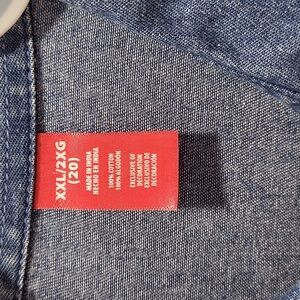 XXL/2XG
(20)
MADE IN INDIA
HECHO EN INDIA
100% COTTON
100% ALGODÓN
EXCLUSIVE OF
DECORATION
EXCLUSIVO DE
DECORACIÓN